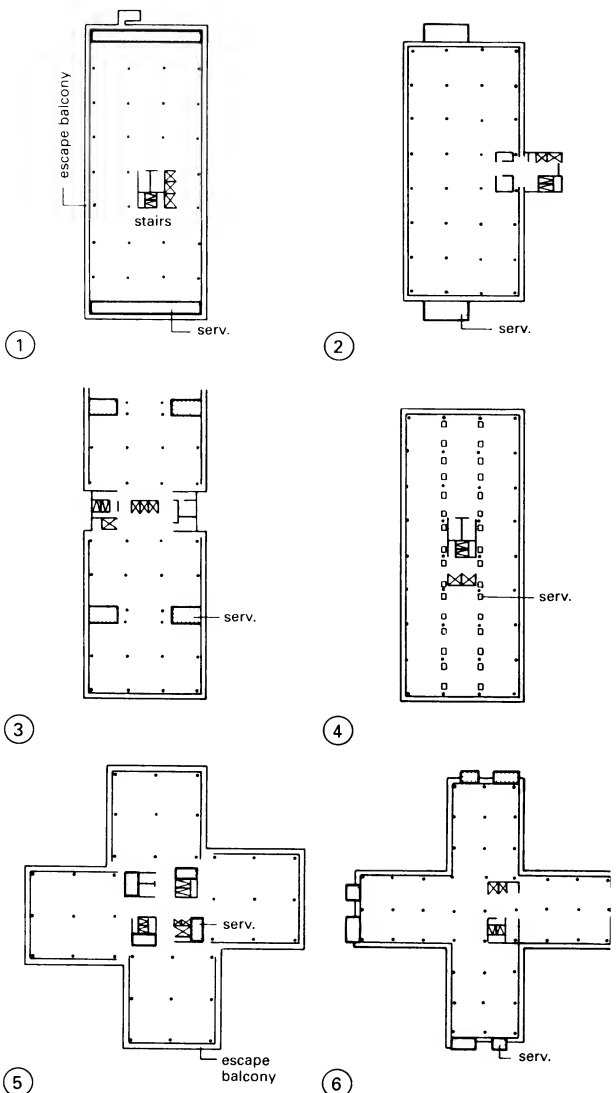 escape balcony
stairs
serv.
1
serv.
2
serv.
3
serv.
4
serv.
escape
balcony
5
serv.
6